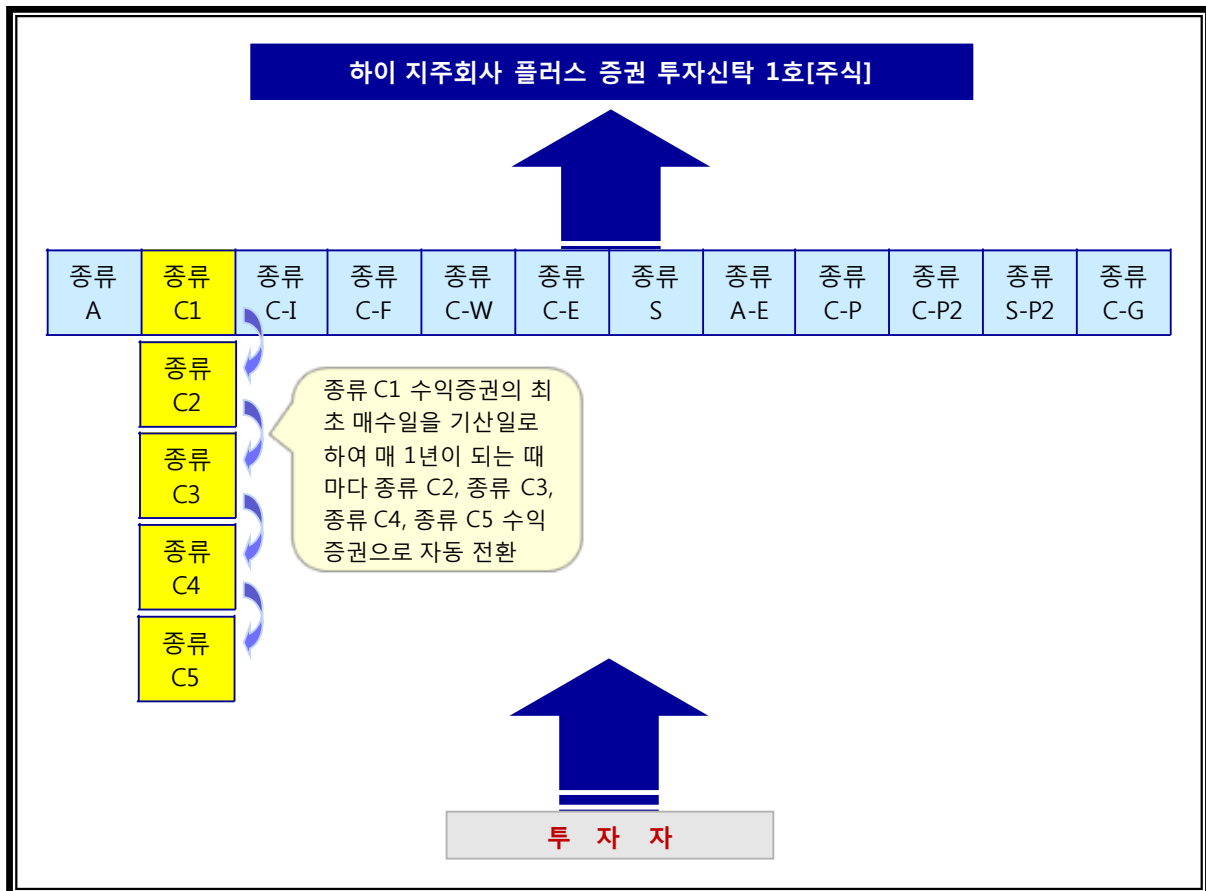 하이 지주회사 플러스 증권 투자신탁 1호[주식]
종류 종류 종류 종류 종류 종류 종류 종류 종류 종류 종류 종류
A C1 C-I C-F C-W C-E S A-E C-P C-P2 S-P2 C-G
종류
C2
종류
C3
종류
C4
종류
C5
종류 C1 수익증권의 최
초 매수일을 기산일로
하여 매 1년이 되는 때
마다 종류 C2, 종류 C3,
종류 C4, 종류 C5 수익
증권으로 자동 전환
투 자 자